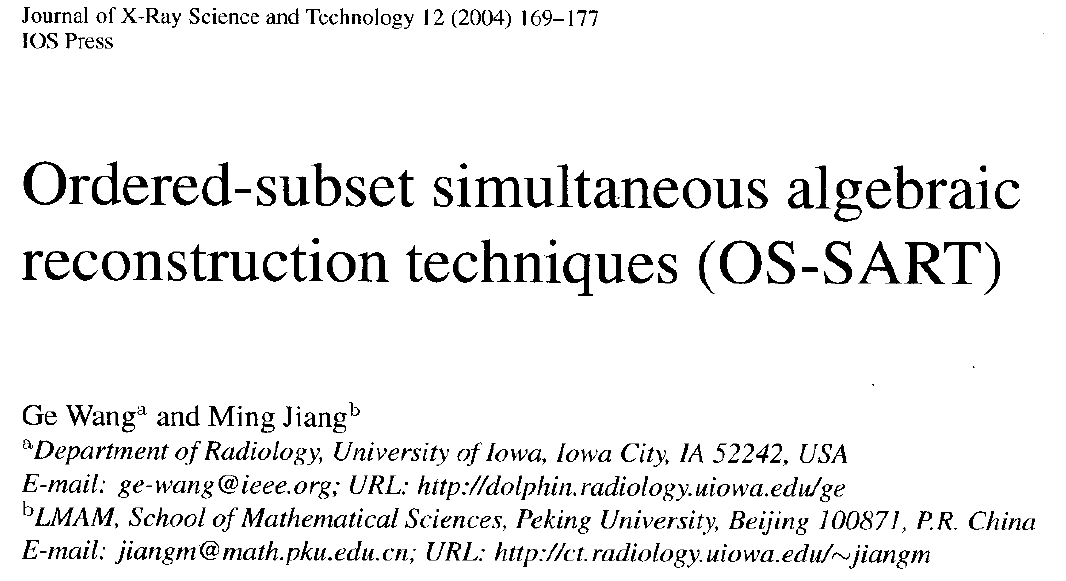 Journal of X-Ray Science and Technology 12 (2004) 169–177
IOS Press
Ordered-subset simultaneous algebraic
reconstruction techniques (OS-SART)
Ge Wangᵃ and Ming Jiangᵇ
ᵃDepartment of Radiology, University of Iowa, Iowa City, IA 52242, USA
E-mail: ge-wang@ieee.org; URL: http://dolphin.radiology.uiowa.edu/ge
ᵇLMAM, School of Mathematical Sciences, Peking University, Beijing 100871, P.R. China
E-mail: jiangm@math.pku.edu.cn; URL: http://ct.radiology.uiowa.edu/~jiangm